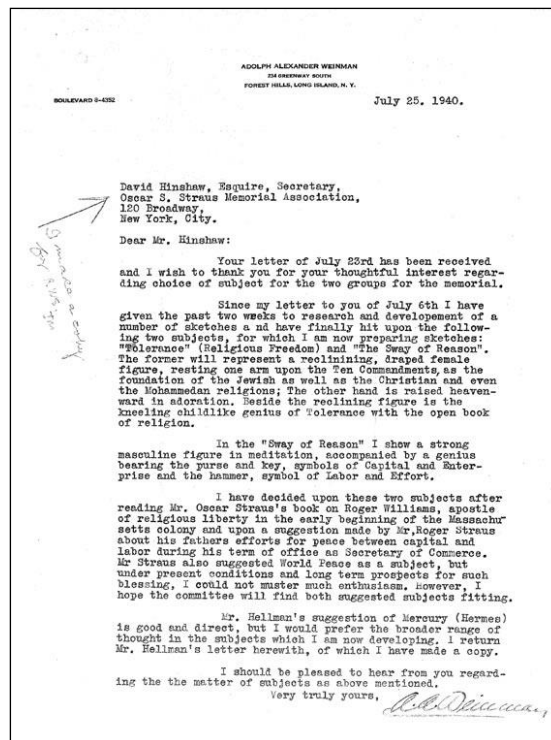 ADOLPH ALEXANDER WEINMAN
234 GREENWAY SOUTH
FOREST HILLS, LONG ISLAND, N. Y.
BOULEVARD 8-4352
July 25. 1940.
David Hinshaw, Esquire, Secretary,
Oscar S. Straus Memorial Association,
120 Broadway,
New York, City.
Dear Mr. Hinshaw:
Your letter of July 23rd has been received
and I wish to thank you for your thoughtful interest regar-
ding choice of subject for the two groups for the memorial.
Since my letter to you of July 6th I have
given the past two weeks to research and developement of a
number of sketches a nd have finally hit upon the follow-
ing two subjects, for which I am now preparing sketches:
"Tolerance" (Religious Freedom) and "The Sway of Reason".
The former will represent a reclinining, draped female
figure, resting one arm upon the Ten Commandments, as the
foundation of the Jewish as well as the Christian and even
the Mohammedan religions; The other hand is raised heaven-
ward in adoration. Beside the reclining figure is the
kneeling childlike genius of Tolerance with the open book
of religion.
In the "Sway of Reason" I show a strong
masculine figure in meditation, accompanied by a genius
bearing the purse and key, symbols of Capital and Enter-
prise and the hammer, symbol of Labor and Effort.
I have decided upon these two subjects after
reading Mr. Oscar Straus's book on Roger Williams, apostle
of religious liberty in the early beginning of the Massachu-
setts colony and upon a suggestion made by Mr,Roger Straus
about his fathers efforts for peace between capital and
labor during his term of office as Secretary of Commerce.
Mr Straus also suggested World Peace as a subject, but
under present conditions and long term prospects for such
blessing, I could not muster much enthusiasm. However, I
hope the committee will find both suggested subjects fitting.
Mr. Hellman's suggestion of Mercury (Hermes)
is good and direct, but I would prefer the broader range of
thought in the subjects which I am now developing. I return
Mr. Hellman's letter herewith, of which I have made a copy.
I should be pleased to hear from you regard-
ing the the matter of subjects as above mentioned.
Very truly yours,
A. A. Weinman